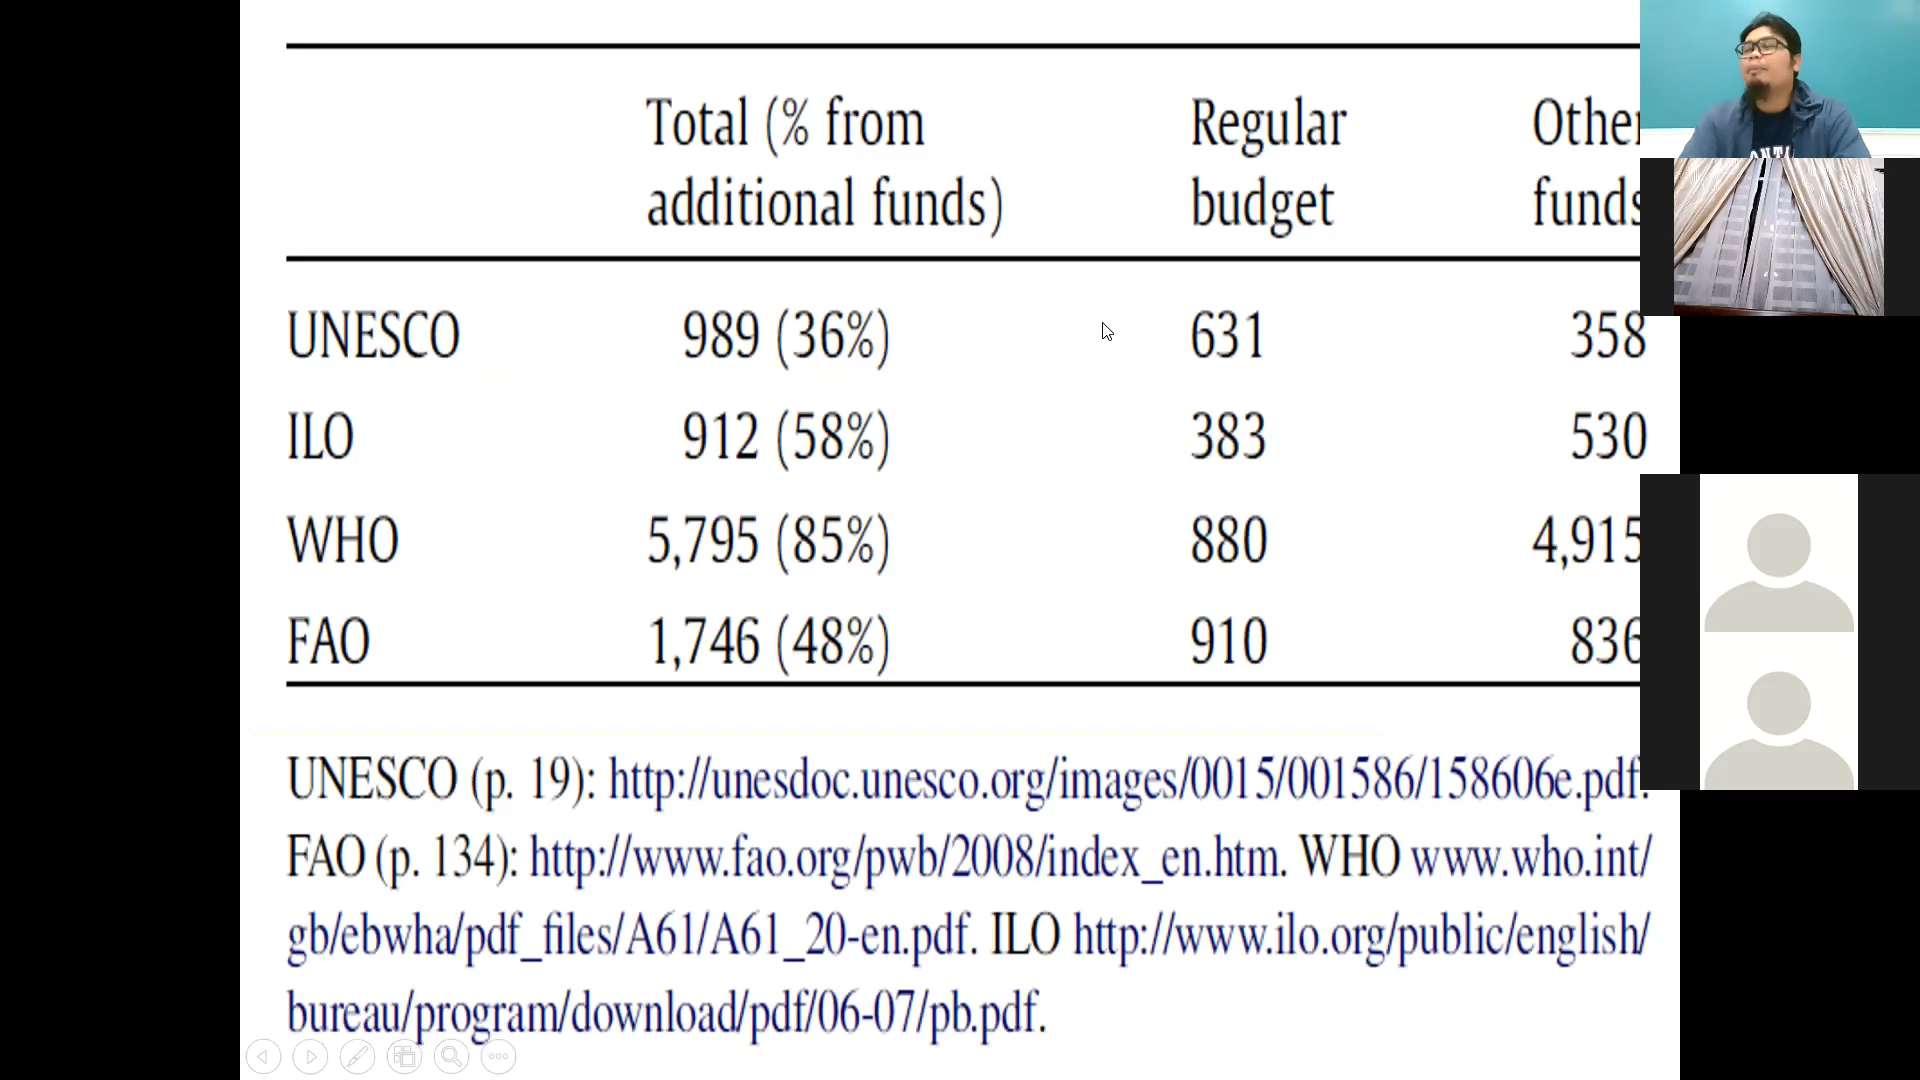 Total (% from Regular Other
additional funds) budget funds
UNESCO 989 (36%) 631 358
ILO 912 (58%) 383 530
WHO 5,795 (85%) 880 4,915
FAO 1,746 (48%) 910 836
UNESCO (p. 19): http://unesdoc.unesco.org/images/0015/001586/158606e.pdf.
FAO (p. 134): http://www.fao.org/pwb/2008/index_en.htm. WHO www.who.int/
gb/ebwha/pdf_files/A61/A61_20-en.pdf. ILO http://www.ilo.org/public/english/
bureau/program/download/pdf/06-07/pb.pdf.